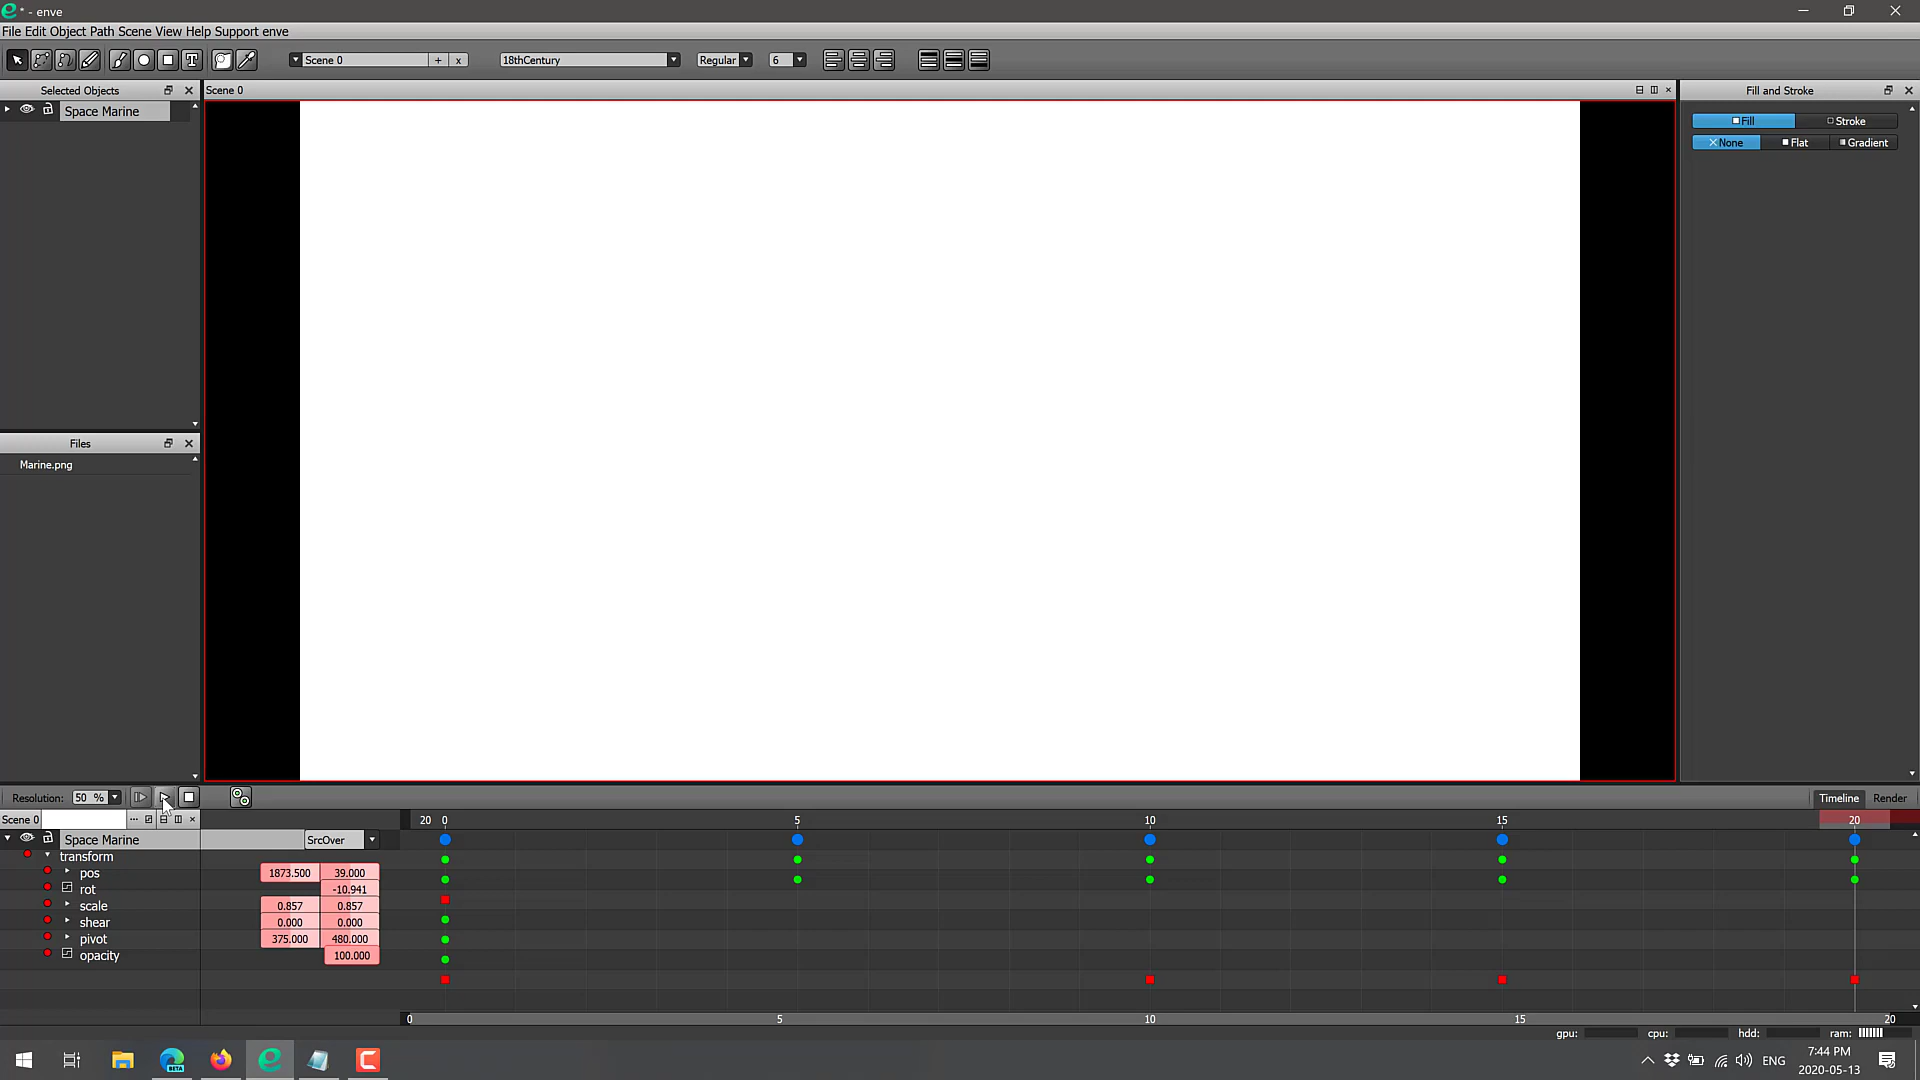 * - enve
File Edit Object Path Scene View Help Support enve
Scene 0 + x 18thCentury Regular 6
Selected Objects
Space Marine
Scene 0
Fill and Stroke
Fill Stroke
None Flat Gradient
Files
Marine.png
Resolution: 50 % Timeline Render
Scene 0 20 0 5 10 15 20
Space Marine SrcOver
transform
pos 1873.500 39.000
rot -10.941
scale 0.857 0.857
shear 0.000 0.000
pivot 375.000 480.000
opacity 100.000
0 5 10 15 20
gpu: cpu: hdd: ram:
BETA
ENG
7:44 PM
2020-05-13